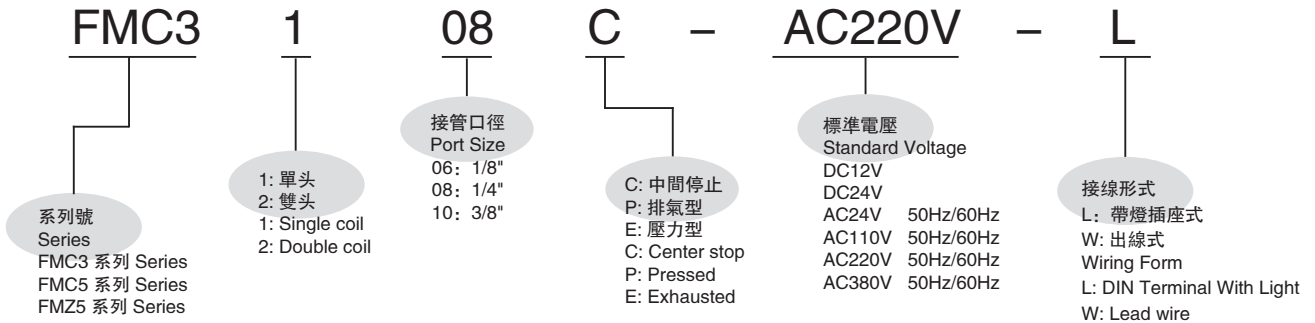 FMC3 1 08 C – AC220V – L
系列號
Series
FMC3 系列 Series
FMC5 系列 Series
FMZ5 系列 Series
1: 單头
2: 雙头
1: Single coil
2: Double coil
接管口徑
Port Size
06：1/8"
08：1/4"
10：3/8"
C: 中間停止
P: 排氣型
E: 壓力型
C: Center stop
P: Pressed
E: Exhausted
標準電壓
Standard Voltage
DC12V
DC24V
AC24V 50Hz/60Hz
AC110V 50Hz/60Hz
AC220V 50Hz/60Hz
AC380V 50Hz/60Hz
接线形式
L：帶燈插座式
W: 出線式
Wiring Form
L: DIN Terminal With Light
W: Lead wire